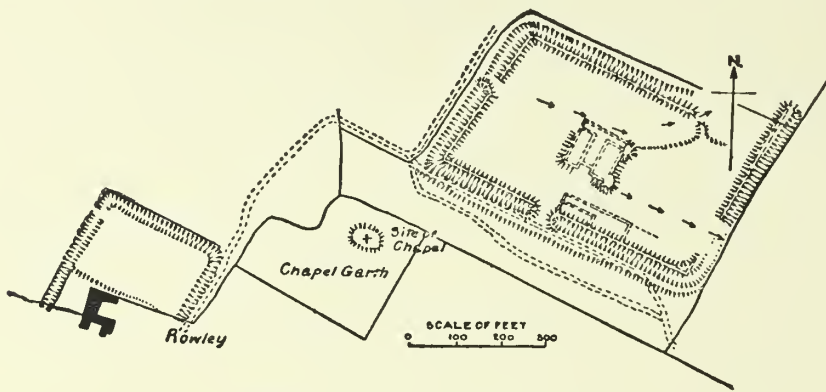 N.
Site of
Chapel
Chapel Garth
Rowley
SCALE OF FEET
0 100 200 300